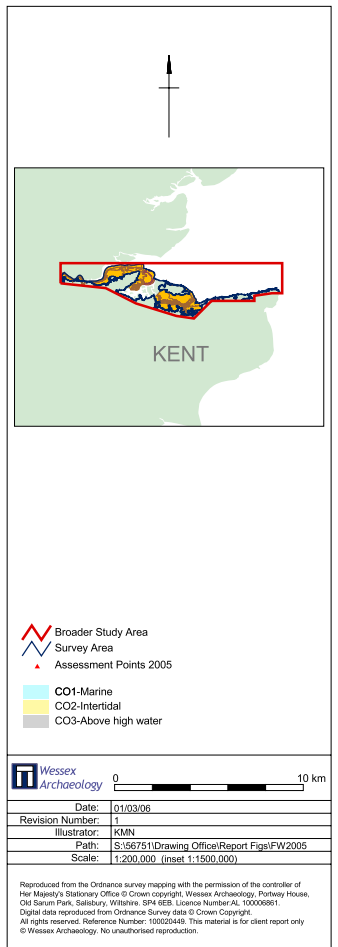 KENT
Broader Study Area
Survey Area
Assessment Points 2005
CO1-Marine
CO2-Intertidal
CO3-Above high water
Wessex
Archaeology
0 10 km
Date: 01/03/06
Revision Number: 1
Illustrator: KMN
Path: S:\56751\Drawing Office\Report Figs\FW2005
Scale: 1:200,000 (inset 1:1500,000)
Reproduced from the Ordnance survey mapping with the permission of the controller of
Her Majesty's Stationary Office © Crown copyright, Wessex Archaeology, Portway House,
Old Sarum Park, Salisbury, Wiltshire. SP4 6EB. Licence Number:AL 100006861.
Digital data reproduced from Ordnance Survey data © Crown Copyright.
All rights reserved. Reference Number: 100020449. This material is for client report only
© Wessex Archaeology. No unauthorised reproduction.